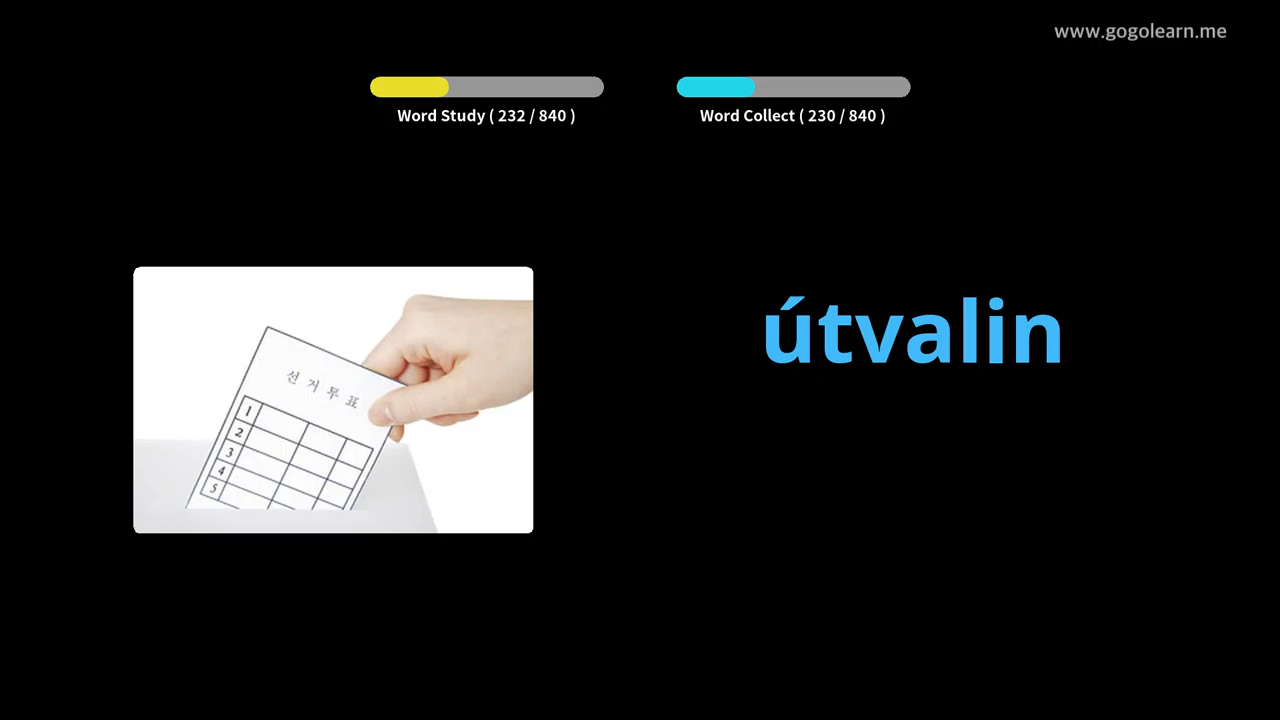 www.gogolearn.me
Word Study ( 232 / 840 )
Word Collect ( 230 / 840 )
útvalin
선거투표
1
2
3
4
5